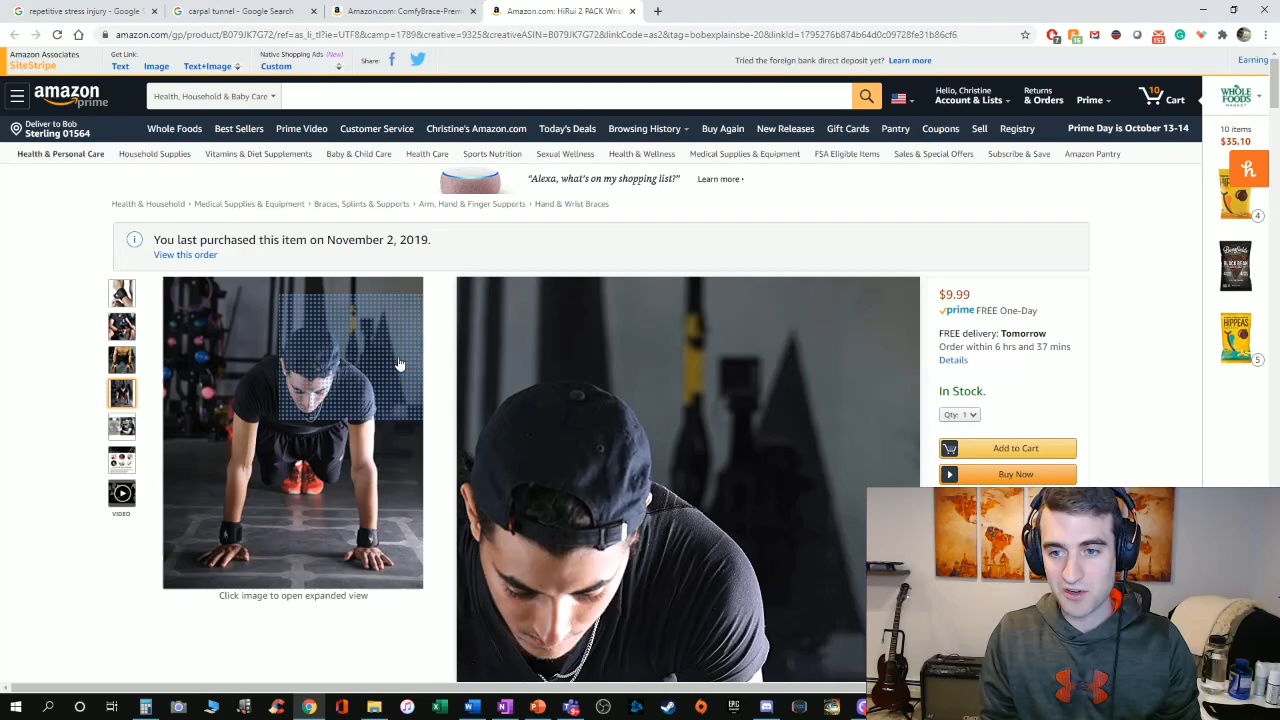 repetitive stress injury - Google S
carpal tunnel - Google Search
Amazon.com: ComfyBrace-Prem
Amazon.com: HiRui 2 PACK Wrist
amazon.com/gp/product/B079JK7G72/ref=as_li_tl?ie=UTF8&camp=1789&creative=9325&creativeASIN=B079JK7G72&linkCode=as2&tag=bobexplainsbe-20&linkId=1795276b874b64d0c09728fe31b86cf6
7
16
153
Amazon Associates
SiteStripe
Get Link:
Text
Image
Text+Image
Native Shopping Ads (New)
Custom
Share:
Tried the foreign bank direct deposit yet? Learn more
Earning
amazon
prime
Health, Household & Baby Care
Hello, Christine
Account & Lists
Returns
& Orders
Prime
10
Cart
WHOLE
FOODS
MARKET
Deliver to Bob
Sterling 01564
Whole Foods
Best Sellers
Prime Video
Customer Service
Christine's Amazon.com
Today's Deals
Browsing History
Buy Again
New Releases
Gift Cards
Pantry
Coupons
Sell
Registry
Prime Day is October 13-14
10 items
$35.10
Health & Personal Care
Household Supplies
Vitamins & Diet Supplements
Baby & Child Care
Health Care
Sports Nutrition
Sexual Wellness
Health & Wellness
Medical Supplies & Equipment
FSA Eligible Items
Sales & Special Offers
Subscribe & Save
Amazon Pantry
h
"Alexa, what's on my shopping list?"
Learn more ›
Health & Household › Medical Supplies & Equipment › Braces, Splints & Supports › Arm, Hand & Finger Supports › Hand & Wrist Braces
4
You last purchased this item on November 2, 2019.
View this order
$9.99
prime FREE One-Day
FREE delivery: Tomorrow
Order within 6 hrs and 37 mins
Details
HIPPEAS
5
In Stock.
Qty: 1
Add to Cart
Buy Now
VIDEO
Click image to open expanded view
EPIC